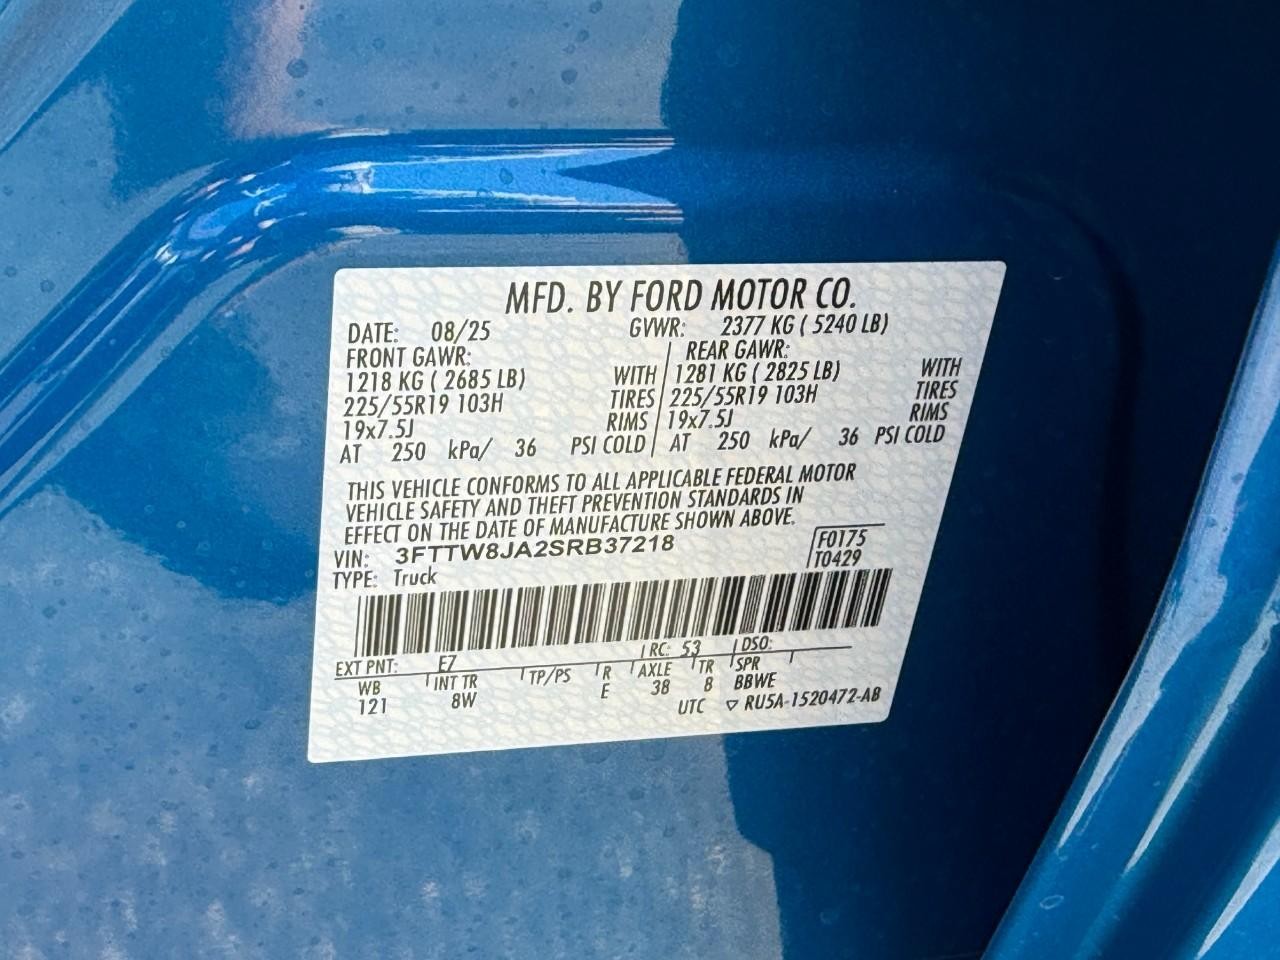 MFD. BY FORD MOTOR CO.
DATE: 08/25 GVWR: 2377 KG ( 5240 LB)
FRONT GAWR: REAR GAWR:
1218 KG ( 2685 LB) WITH 1281 KG ( 2825 LB) WITH
225/55R19 103H TIRES 225/55R19 103H TIRES
19x7.5J RIMS 19x7.5J RIMS
AT 250 kPa/ 36 PSI COLD AT 250 kPa/ 36 PSI COLD
THIS VEHICLE CONFORMS TO ALL APPLICABLE FEDERAL MOTOR
VEHICLE SAFETY AND THEFT PREVENTION STANDARDS IN
EFFECT ON THE DATE OF MANUFACTURE SHOWN ABOVE.
VIN: 3FTTW8JA2SRB37218 F0175
TYPE: Truck T0429
EXT PNT: E7 RC: 53 DSO:
WB INT TR TP/PS R AXLE TR SPR
121 8W E 38 8 BBWE
UTC ▽ RU5A-1520472-AB